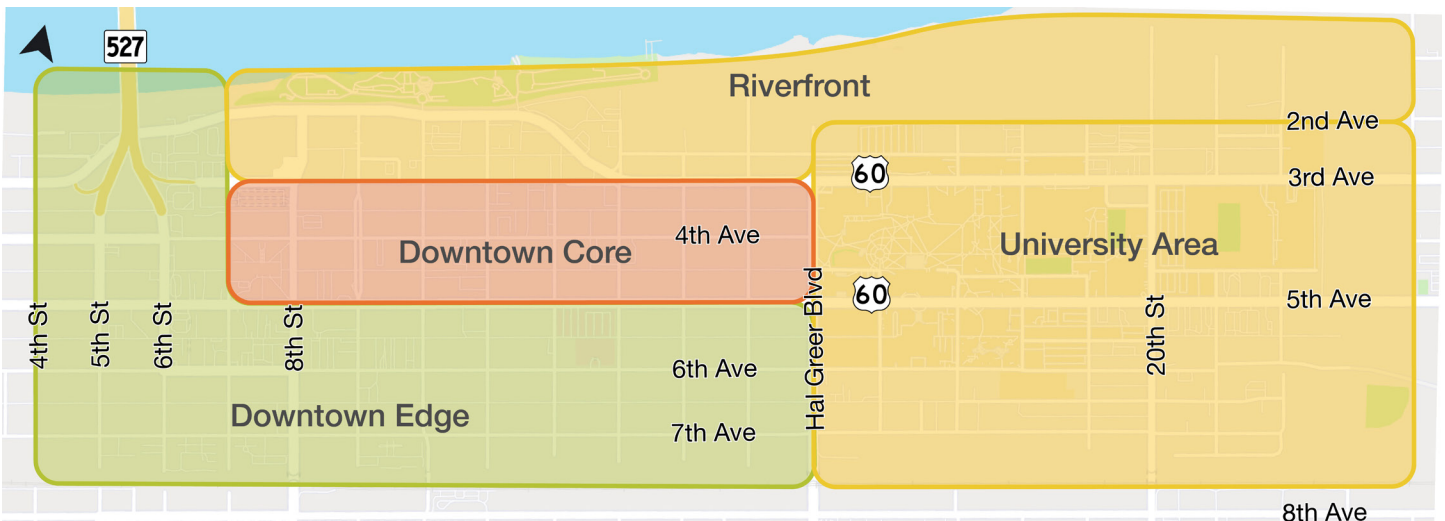 527
Riverfront
2nd Ave
60
3rd Ave
4th Ave
Downtown Core
University Area
60
5th Ave
4th St
5th St
6th St
8th St
Hal Greer Blvd
20th St
6th Ave
Downtown Edge
7th Ave
8th Ave